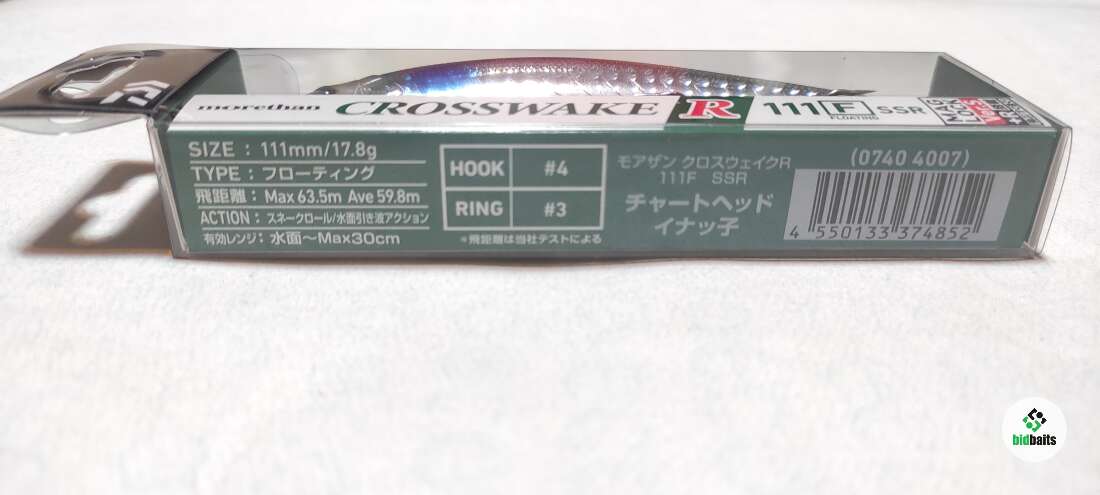 morethan CROSSWAKE R 111 F SSR
FLOATING
SIZE : 111mm/17.8g
TYPE : フローティング
飛距離 : Max 63.5m Ave 59.8m
ACTION : スネークロール/水面引き波アクション
有効レンジ : 水面～Max30cm
HOOK #4
RING #3
*飛距離は当社テストによる
モアザン クロスウェイクR
111F SSR
チャートヘッド
イナッ子
(0740 4007)
4 550133 374852
bidbaits